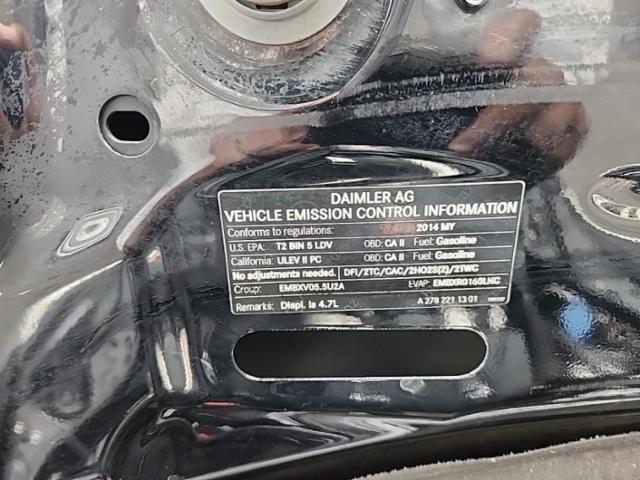 DAIMLER AG
VEHICLE EMISSION CONTROL INFORMATION
Conforms to regulations: 2014 MY
U.S. EPA: T2 BIN 5 LDV OBD: CA II Fuel: Gasoline
California: ULEV II PC OBD: CA II Fuel: Gasoline
No adjustments needed. DFI/2TC/CAC/2HO2S(2)/2TWC
Group: EMBXV05.5U2A EVAP: EMBXR0160LNC
Remarks: Displ. is 4.7L A 278 221 13 01